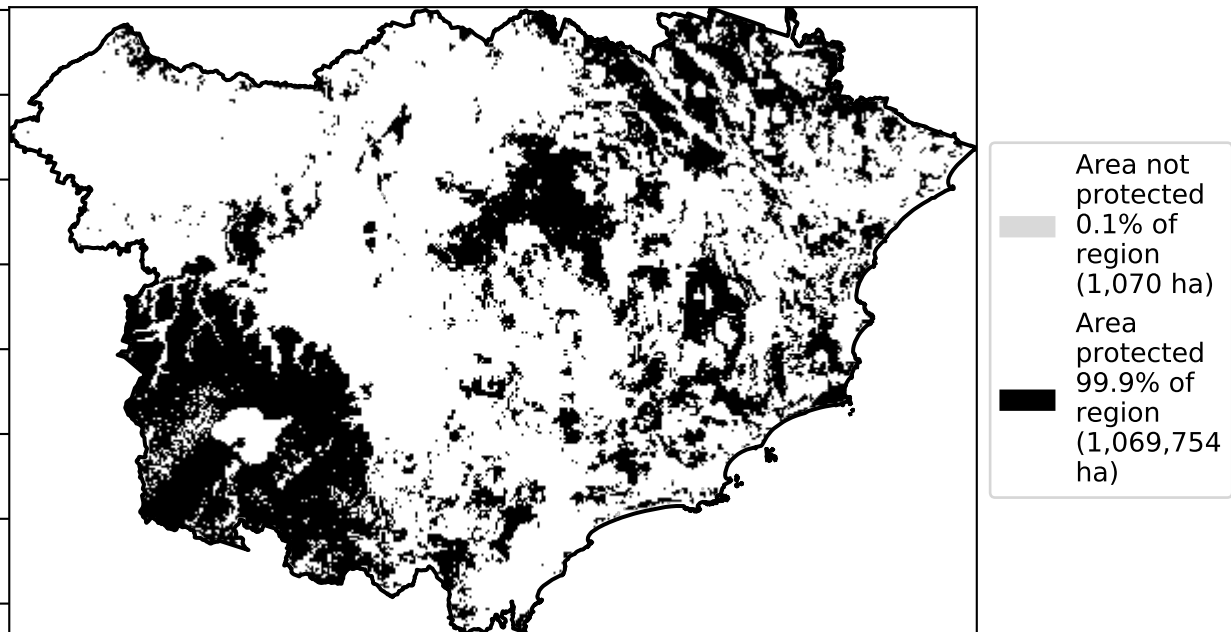 Area not
protected
0.1% of
region
(1,070 ha)
Area
protected
99.9% of
region
(1,069,754
ha)